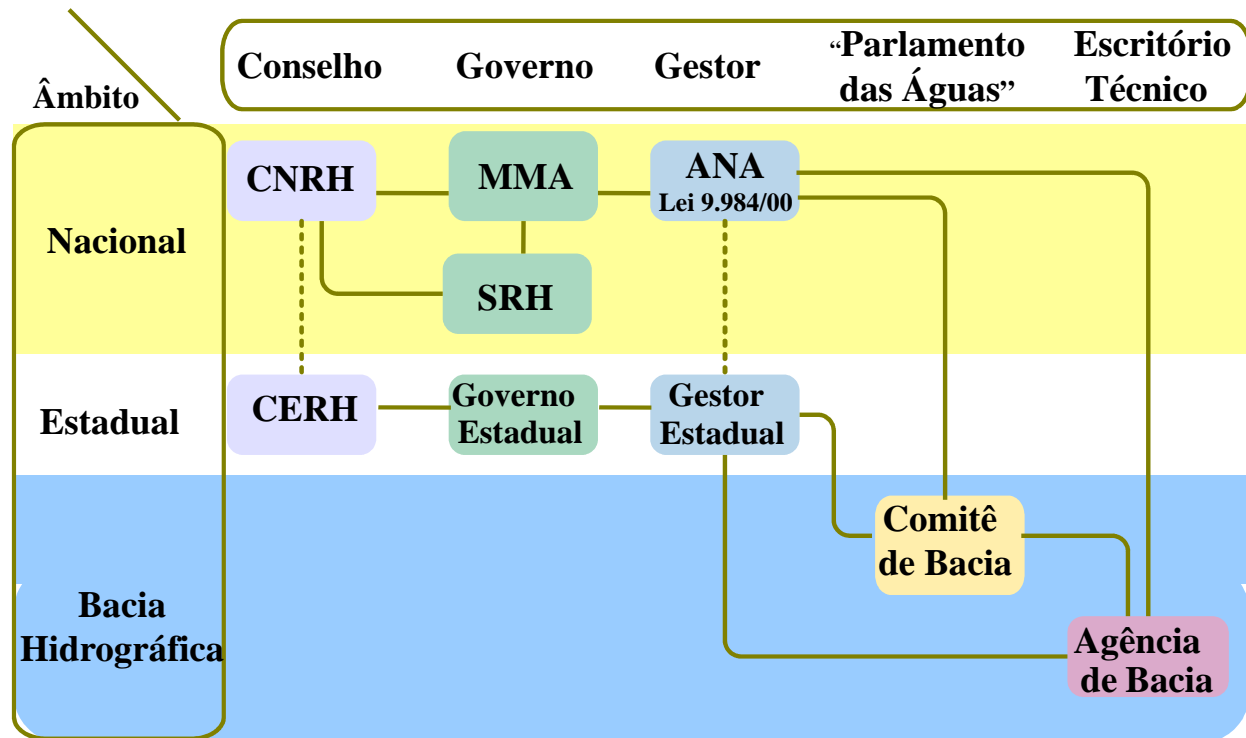 Âmbito
Conselho
Governo
Gestor
“Parlamento
das Águas”
Escritório
Técnico
Nacional
CNRH
MMA
ANA
Lei 9.984/00
SRH
Estadual
CERH
Governo
Estadual
Gestor
Estadual
Bacia
Hidrográfica
Comitê
de Bacia
Agência
de Bacia